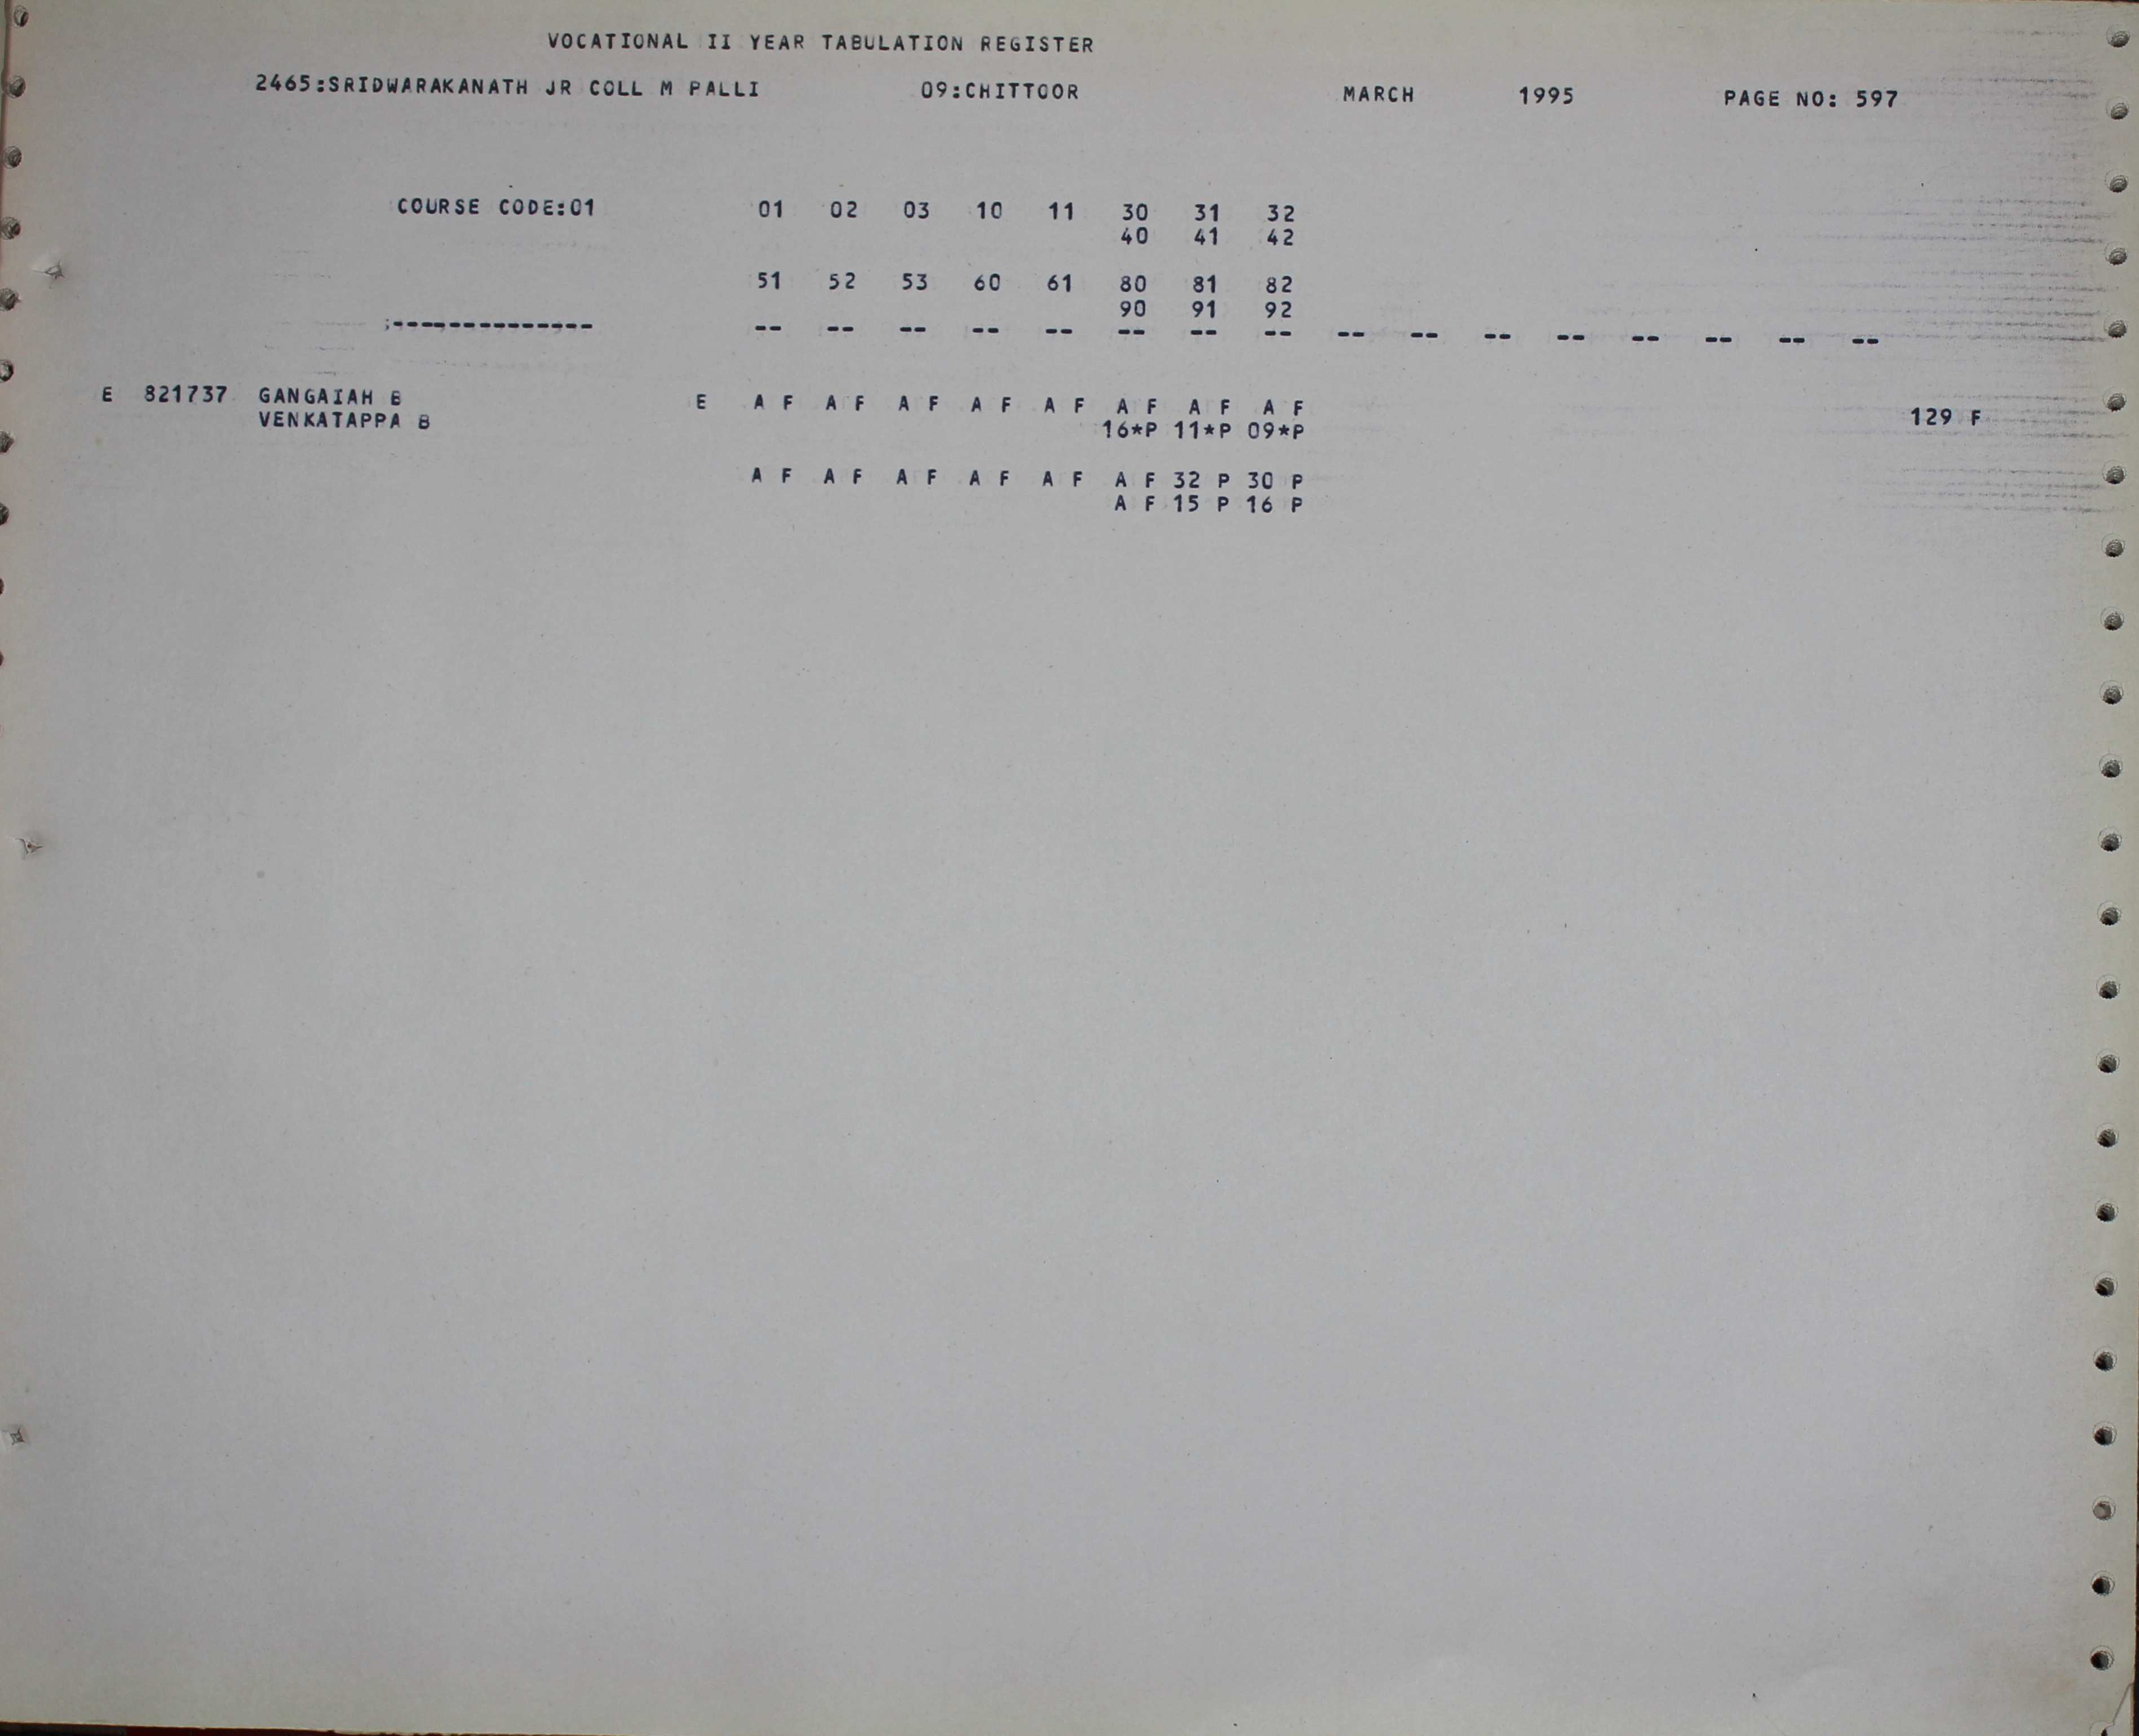 VOCATIONAL II YEAR TABULATION REGISTER
2465:SRIDWARAKANATH JR COLL M PALLI 09:CHITTOOR MARCH 1995 PAGE NO: 597
COURSE CODE:01 01 02 03 10 11 30 31 32
40 41 42
51 52 53 60 61 80 81 82
90 91 92
:-------------- -- -- -- -- -- -- -- -- -- -- -- -- -- -- -- --
E 821737 GANGAIAH B E A F A F A F A F A F A F A F A F
VENKATAPPA B 16*P 11*P 09*P 129 F
A F A F A F A F A F A F 32 P 30 P
A F 15 P 16 P